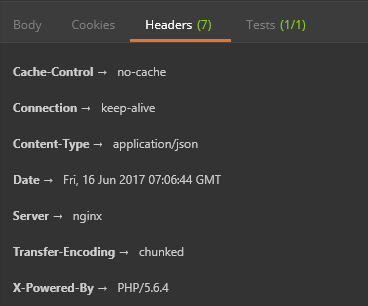 Body Cookies Headers (7) Tests (1/1)
Cache-Control → no-cache
Connection → keep-alive
Content-Type → application/json
Date → Fri, 16 Jun 2017 07:06:44 GMT
Server → nginx
Transfer-Encoding → chunked
X-Powered-By → PHP/5.6.4